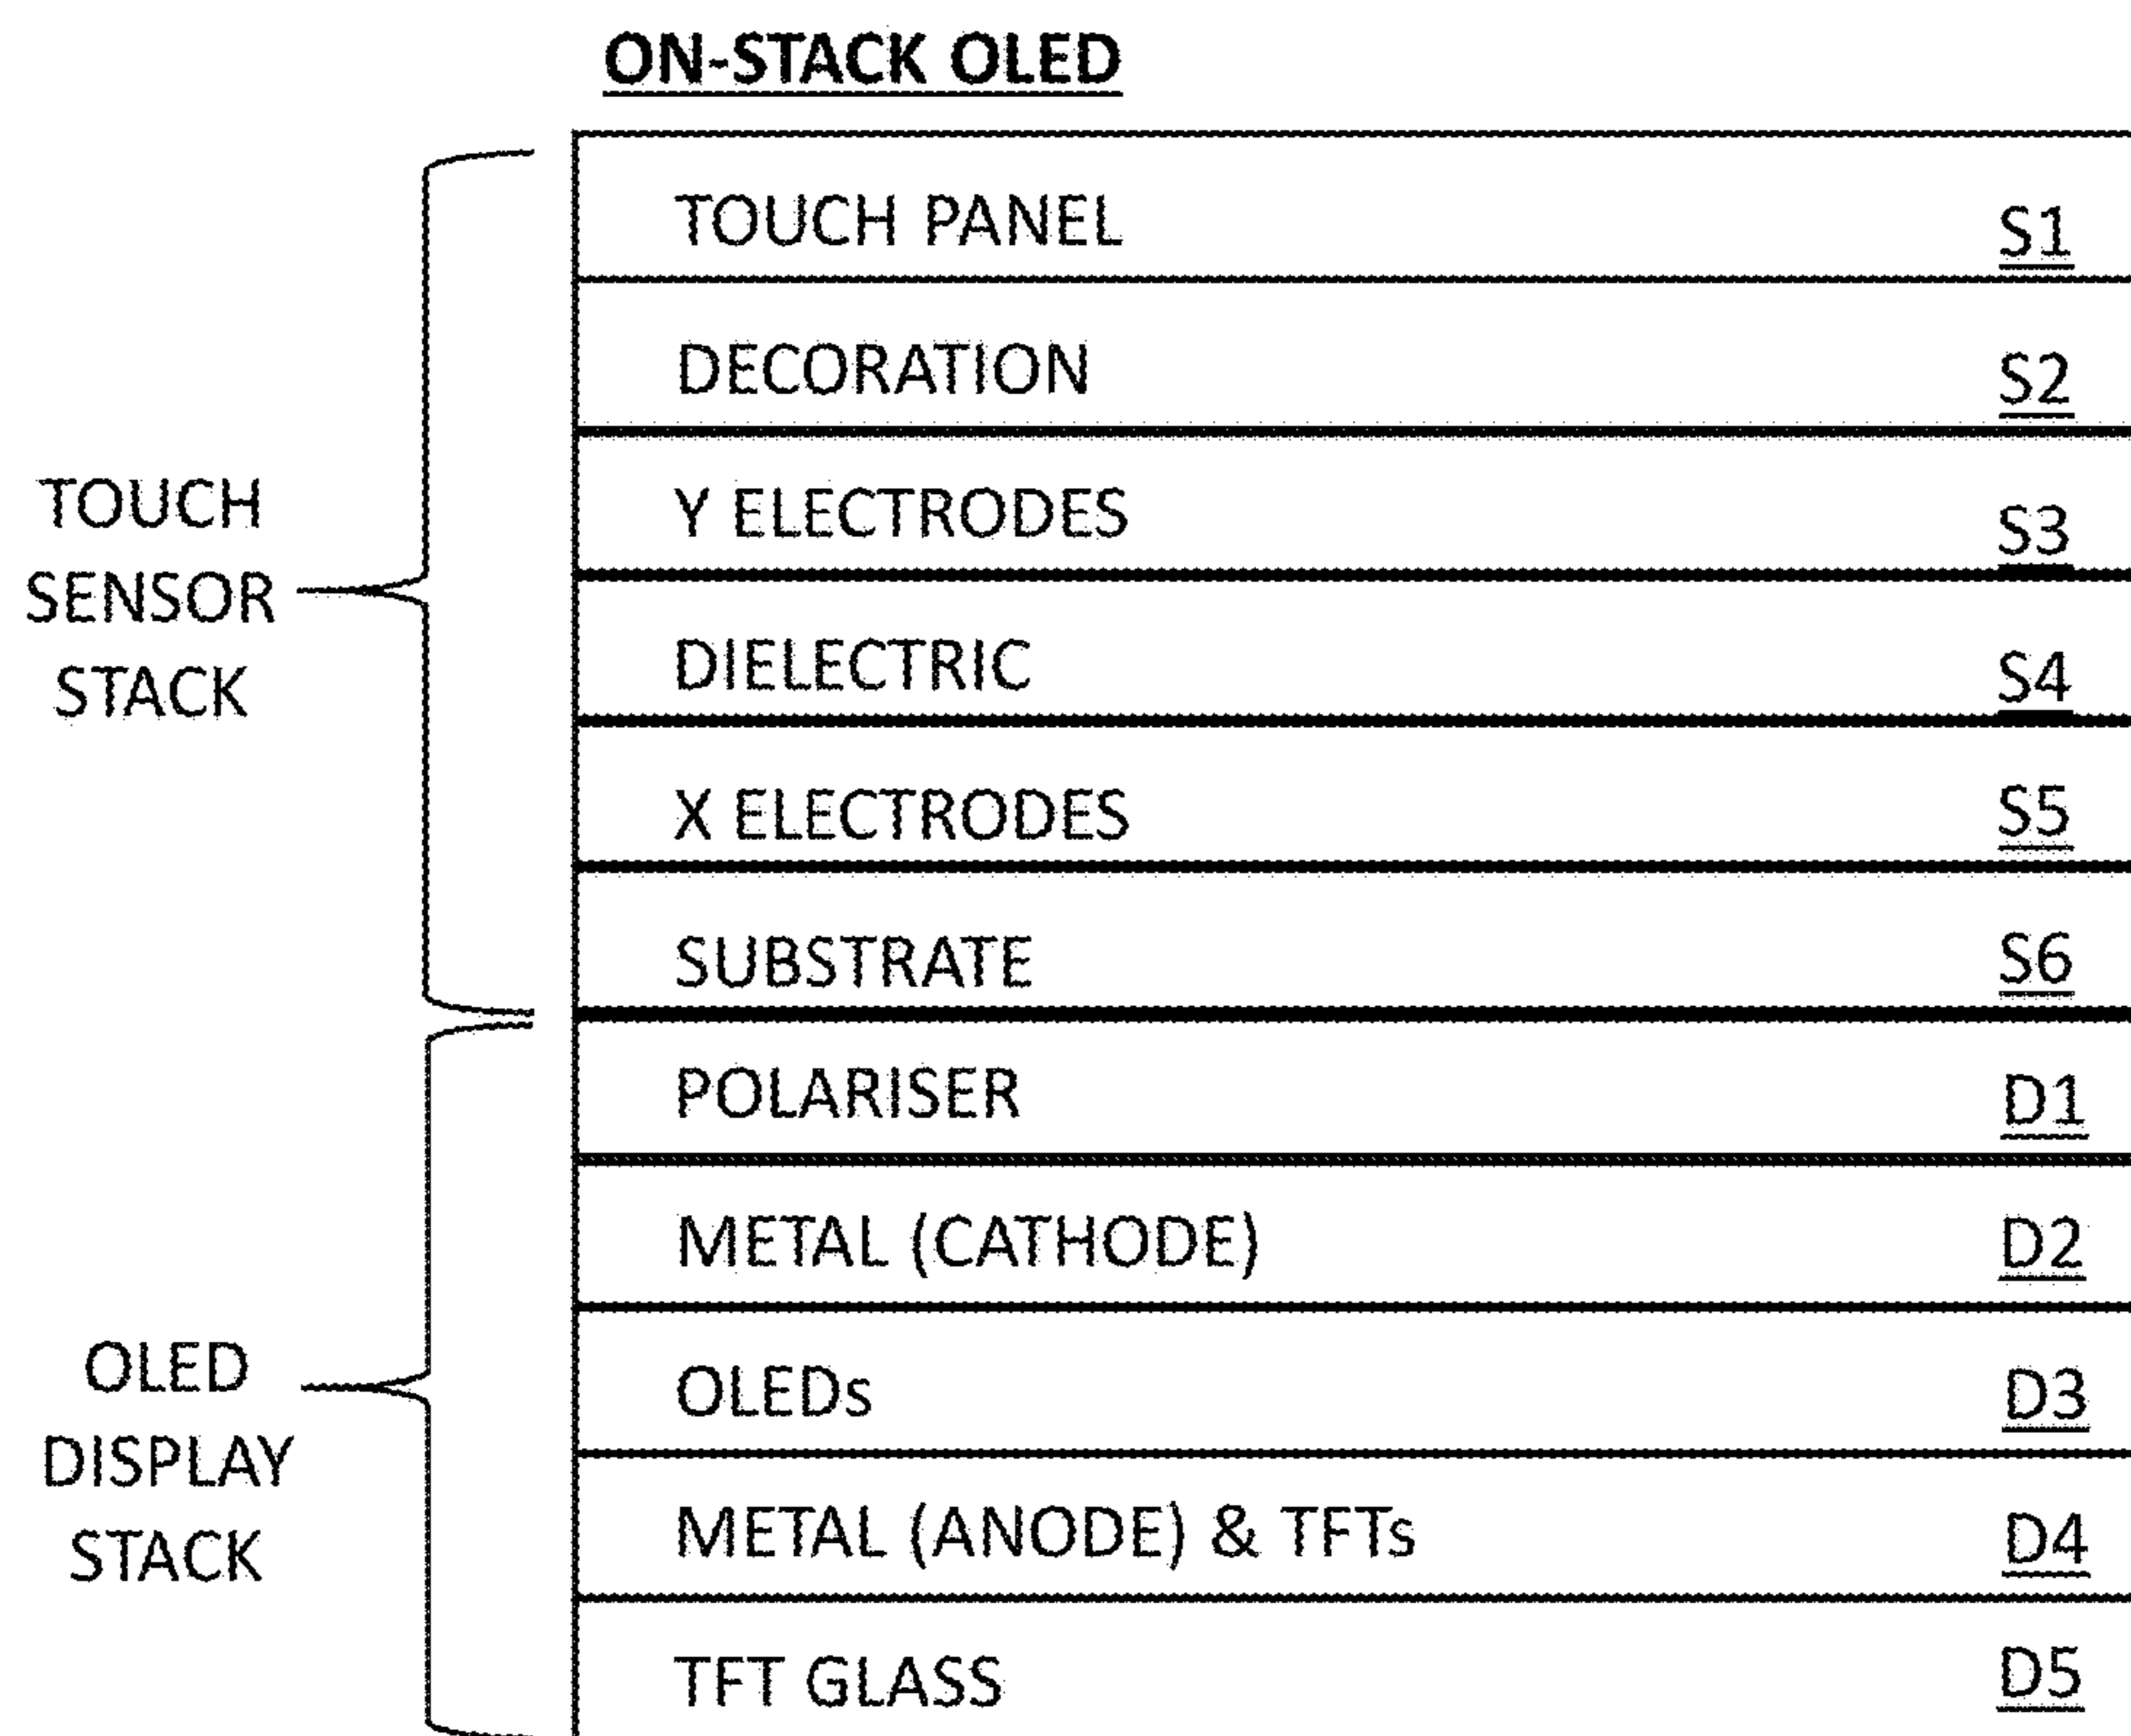 ON-STACK OLED
TOUCH PANEL S1
DECORATION S2
Y ELECTRODES S3
DIELECTRIC S4
X ELECTRODES S5
SUBSTRATE S6
TOUCH
SENSOR
STACK
POLARISER D1
METAL (CATHODE) D2
OLEDs D3
METAL (ANODE) & TFTs D4
TFT GLASS D5
OLED
DISPLAY
STACK